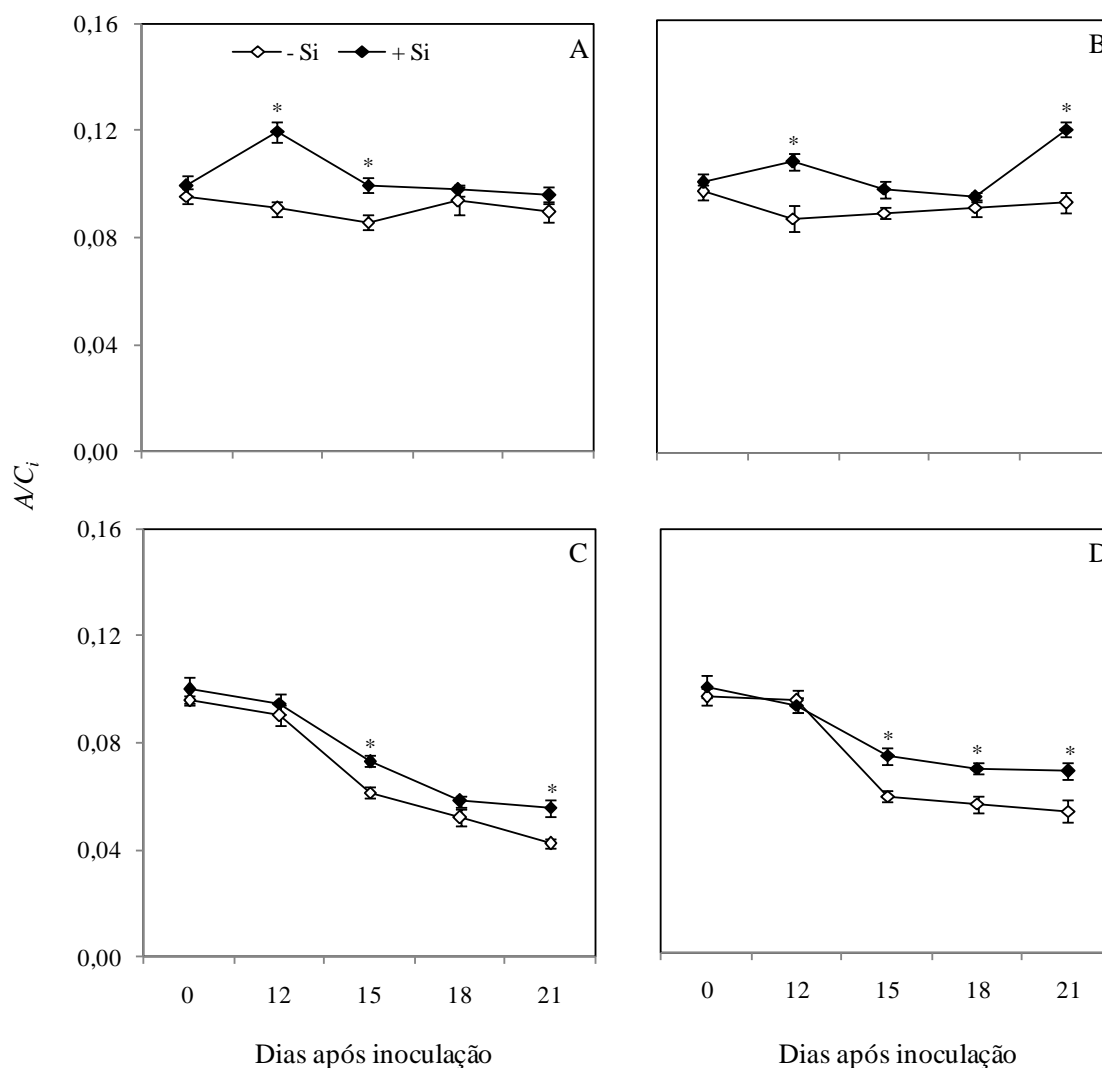 0,16
0,12
0,08
0,04
0,00
- Si + Si
A
*
*
B
*
*
A/Ci
0,16
0,12
0,08
0,04
0,00
C
*
*
D
*
*
*
0 12 15 18 21
0 12 15 18 21
Dias após inoculação
Dias após inoculação